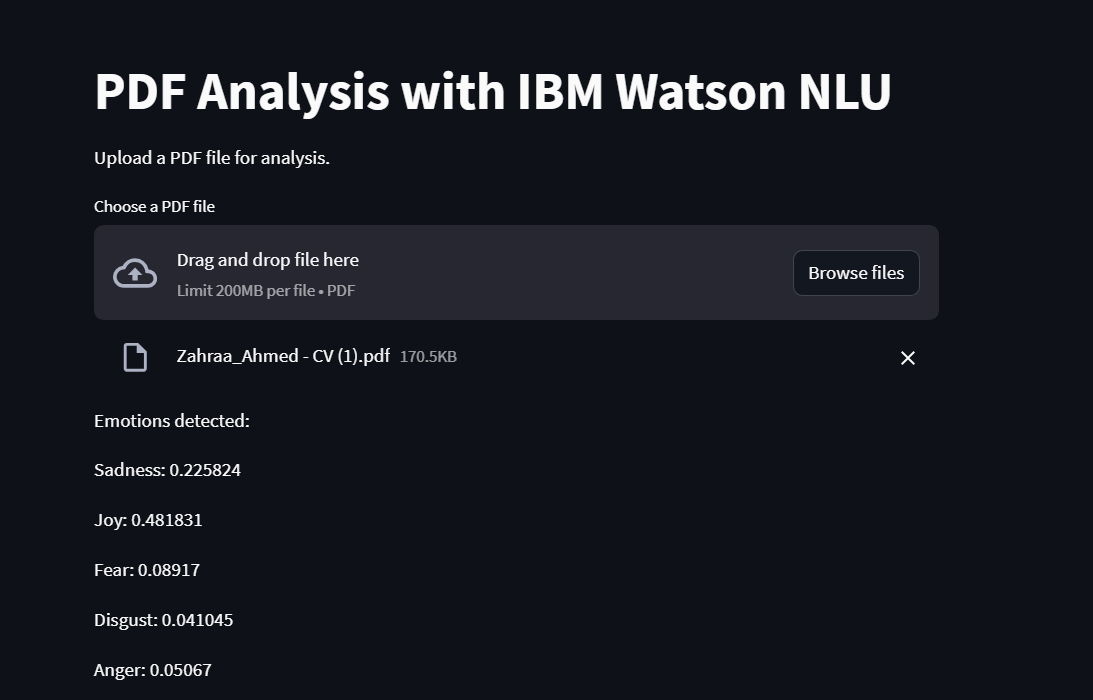 PDF Analysis with IBM Watson NLU
Upload a PDF file for analysis.
Choose a PDF file
Drag and drop file here
Limit 200MB per file • PDF
Browse files
Zahraa_Ahmed - CV (1).pdf 170.5KB
Emotions detected:
Sadness: 0.225824
Joy: 0.481831
Fear: 0.08917
Disgust: 0.041045
Anger: 0.05067